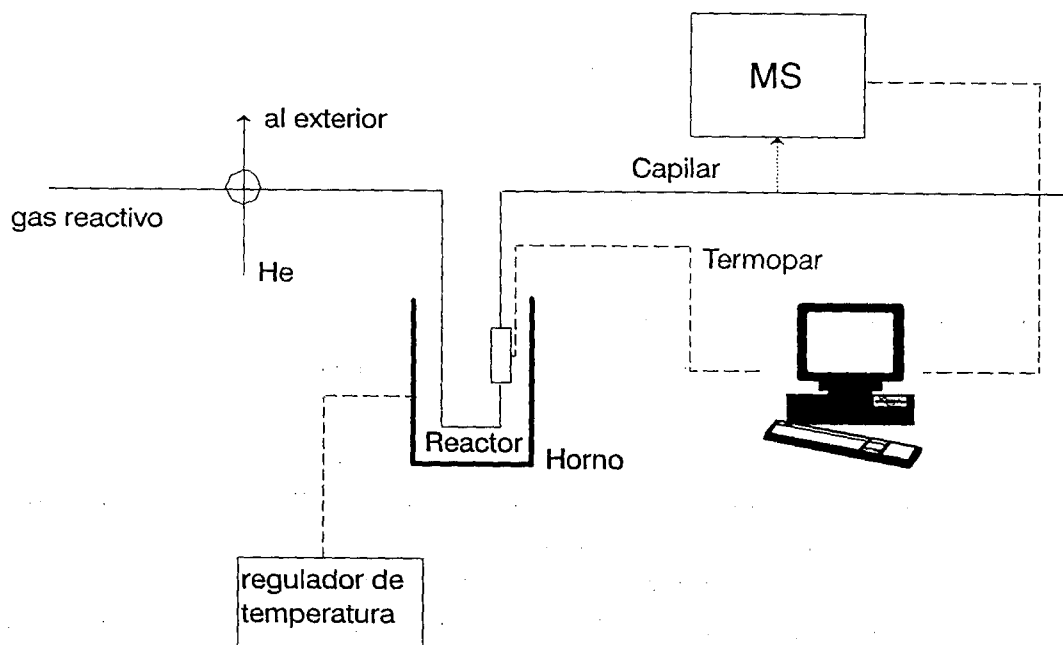 MS
al exterior
Capilar
gas reactivo
He
Termopar
Reactor
Horno
regulador de
temperatura